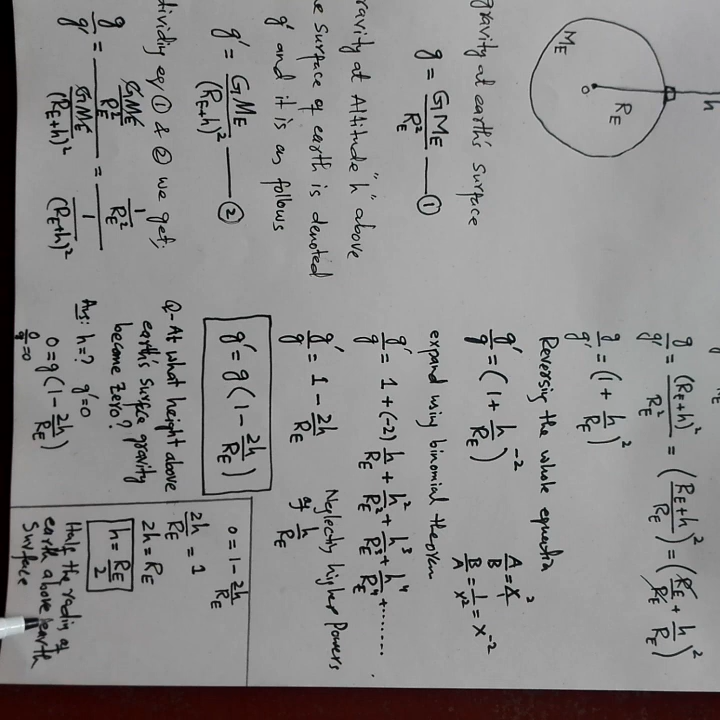 M_E
o
R_E
h
gravity at earth's surface
g = GM_E / R_E² —— ①
ravity at Altitude "h" above
e surface of earth is denoted
g' and it is as follows
g' = GM_E / (R_E+h)² —— ②
dividing eq ① & ② we get;
g/g' = (GM_E / R_E²) / (GM_E / (R_E+h)²) = (1 / R_E²) / (1 / (R_E+h)²)
g/g' = (R_E+h)² / R_E² = ((R_E+h) / R_E)² = (R_E/R_E + h/R_E)²
g/g' = (1 + h/R_E)²
Reversing the whole equation
g'/g = (1 + h/R_E)^-2
A/B = x²/1
B/A = 1/x² = x^-2
expand using binomial theorem
g'/g = 1 + (-2) h/R_E + h²/R_E² + h³/R_E³ + h⁴/R_E⁴ + ........
g'/g = 1 - 2h/R_E
Neglecting higher powers
of h/R_E
g' = g (1 - 2h/R_E)
Q- At what height above
earth's surface gravity
become zero?
Ans: h=? g'=0
0 = g (1 - 2h/R_E)
0/g = 0
0 = 1 - 2h/R_E
2h/R_E = 1
2h = R_E
h = R_E/2
Half the radius of
earth above earth
surface